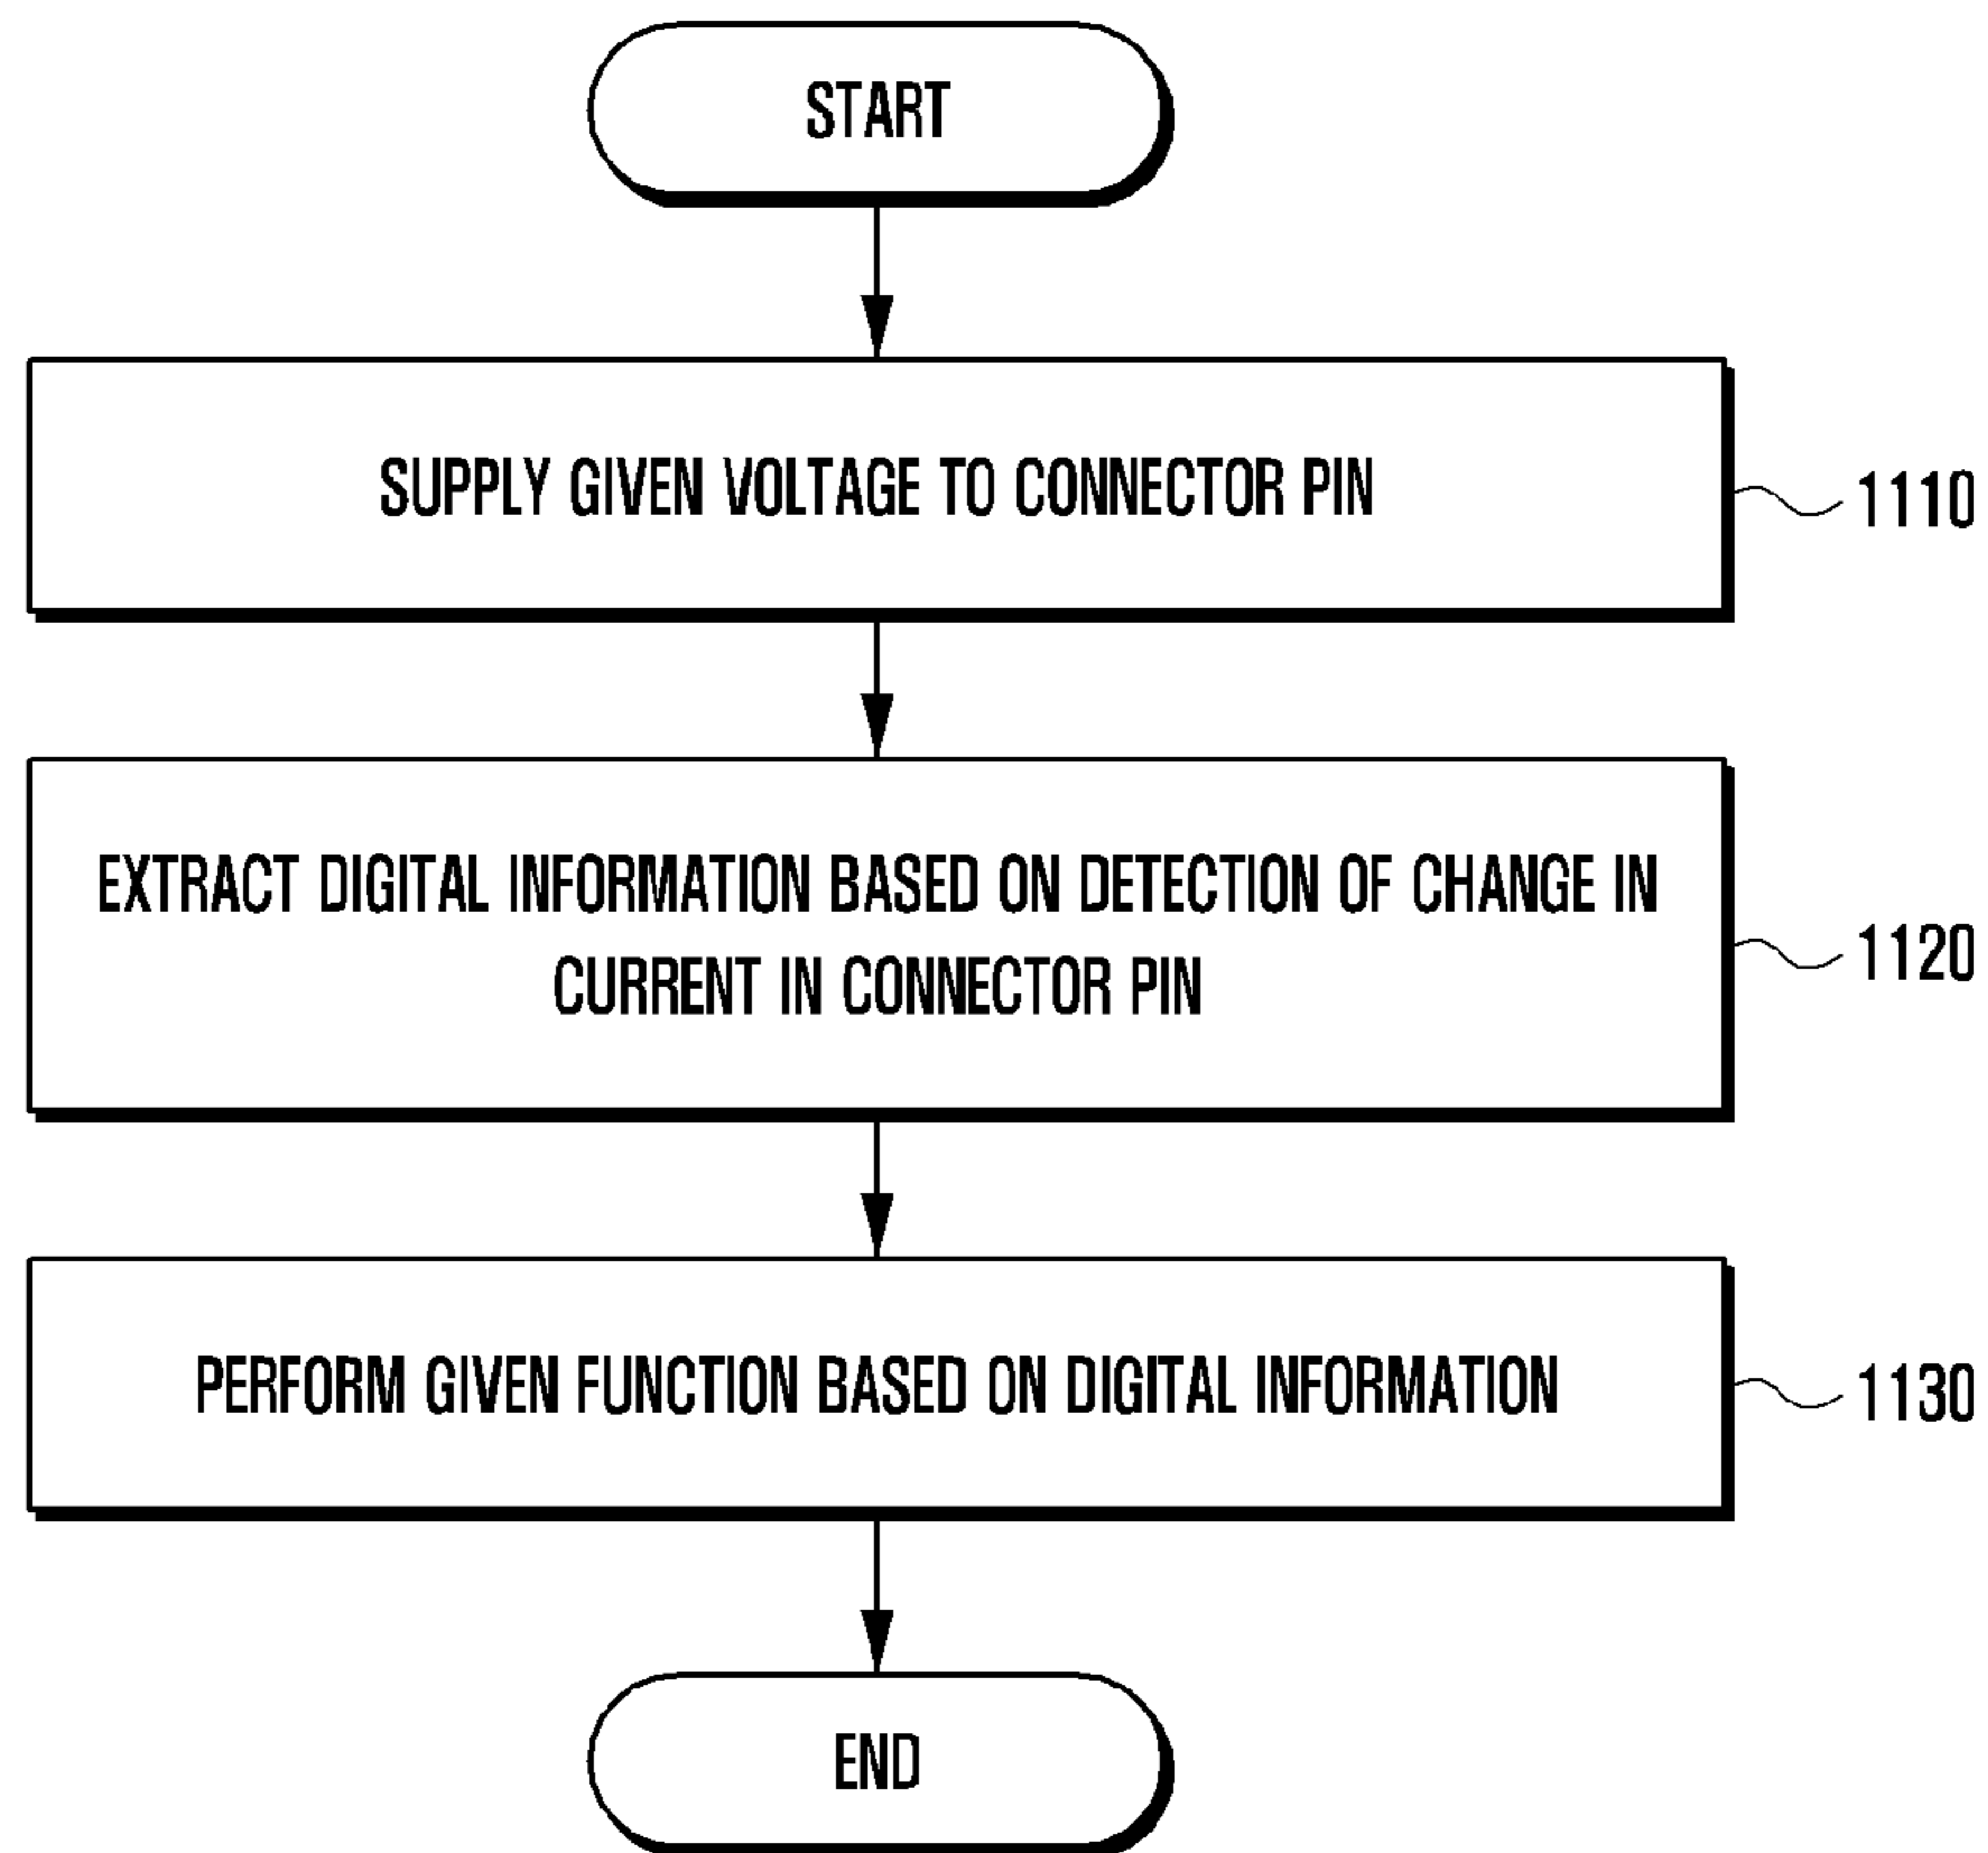 START
SUPPLY GIVEN VOLTAGE TO CONNECTOR PIN
1110
EXTRACT DIGITAL INFORMATION BASED ON DETECTION OF CHANGE IN
CURRENT IN CONNECTOR PIN
1120
PERFORM GIVEN FUNCTION BASED ON DIGITAL INFORMATION
1130
END